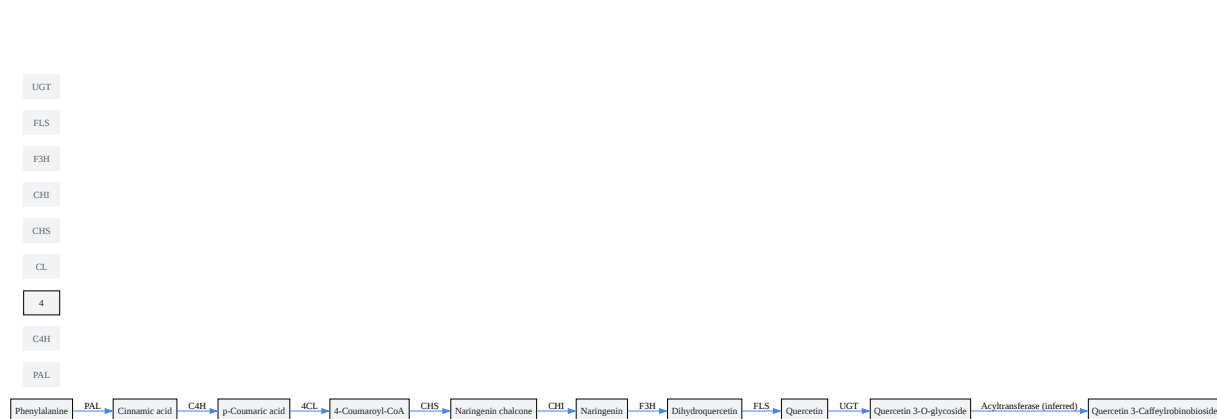 UGT
FLS
F3H
CHI
CHS
CL
4
C4H
PAL
Phenylalanine PAL Cinnamic acid C4H p-Coumaric acid 4CL 4-Coumaroyl-CoA CHS Naringenin chalcone CHI Naringenin F3H Dihydroquercetin FLS Quercetin UGT Quercetin 3-O-glycoside Acyltransferase (inferred) Quercetin 3-Caffeylrobinobioside